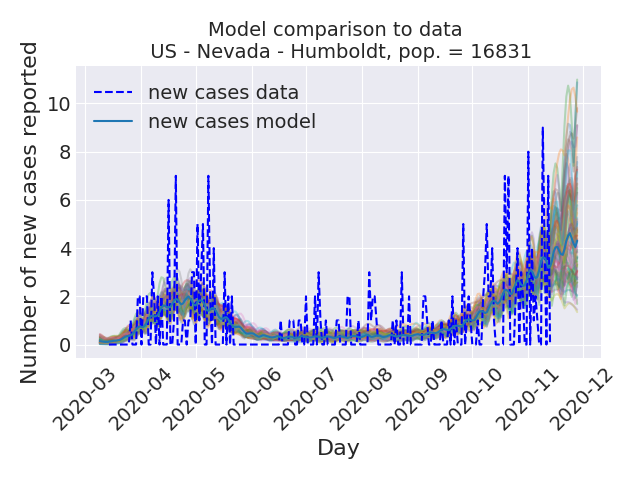 Model comparison to data
US - Nevada - Humboldt, pop. = 16831
Number of new cases reported
new cases data
new cases model
10
8
6
4
2
0
2020-03
2020-04
2020-05
2020-06
2020-07
2020-08
2020-09
2020-10
2020-11
2020-12
Day